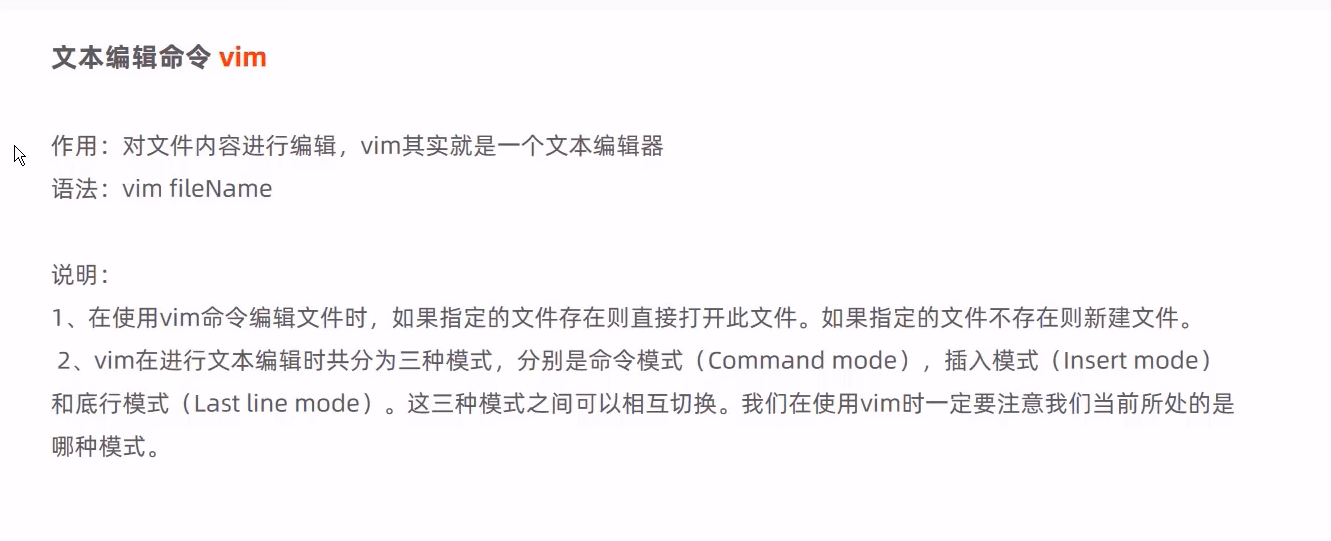 文本编辑命令 vim
作用：对文件内容进行编辑，vim其实就是一个文本编辑器
语法：vim fileName
说明：
1、在使用vim命令编辑文件时，如果指定的文件存在则直接打开此文件。如果指定的文件不存在则新建文件。
2、vim在进行文本编辑时共分为三种模式，分别是命令模式（Command mode），插入模式（Insert mode）
和底行模式（Last line mode）。这三种模式之间可以相互切换。我们在使用vim时一定要注意我们当前所处的是
哪种模式。